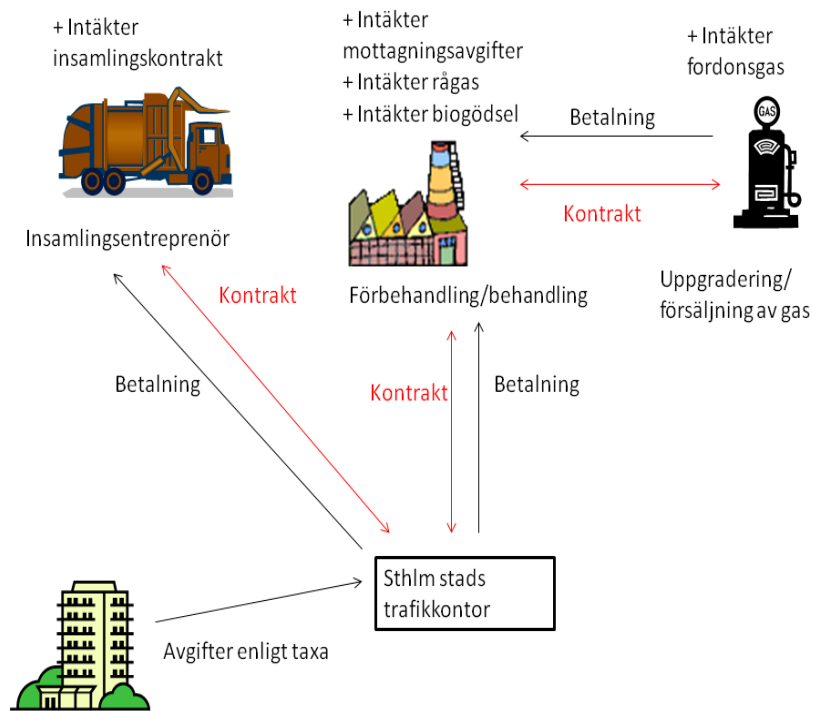 + Intäkter
insamlingskontrakt
+ Intäkter
mottagningsavgifter
+ Intäkter rågas
+ Intäkter biogödsel
+ Intäkter
fordonsgas
Betalning
GAS
Kontrakt
Insamlingsentreprenör
Förbehandling/behandling
Uppgradering/
försäljning av gas
Kontrakt
Betalning
Kontrakt
Betalning
Sthlm stads
trafikkontor
Avgifter enligt taxa